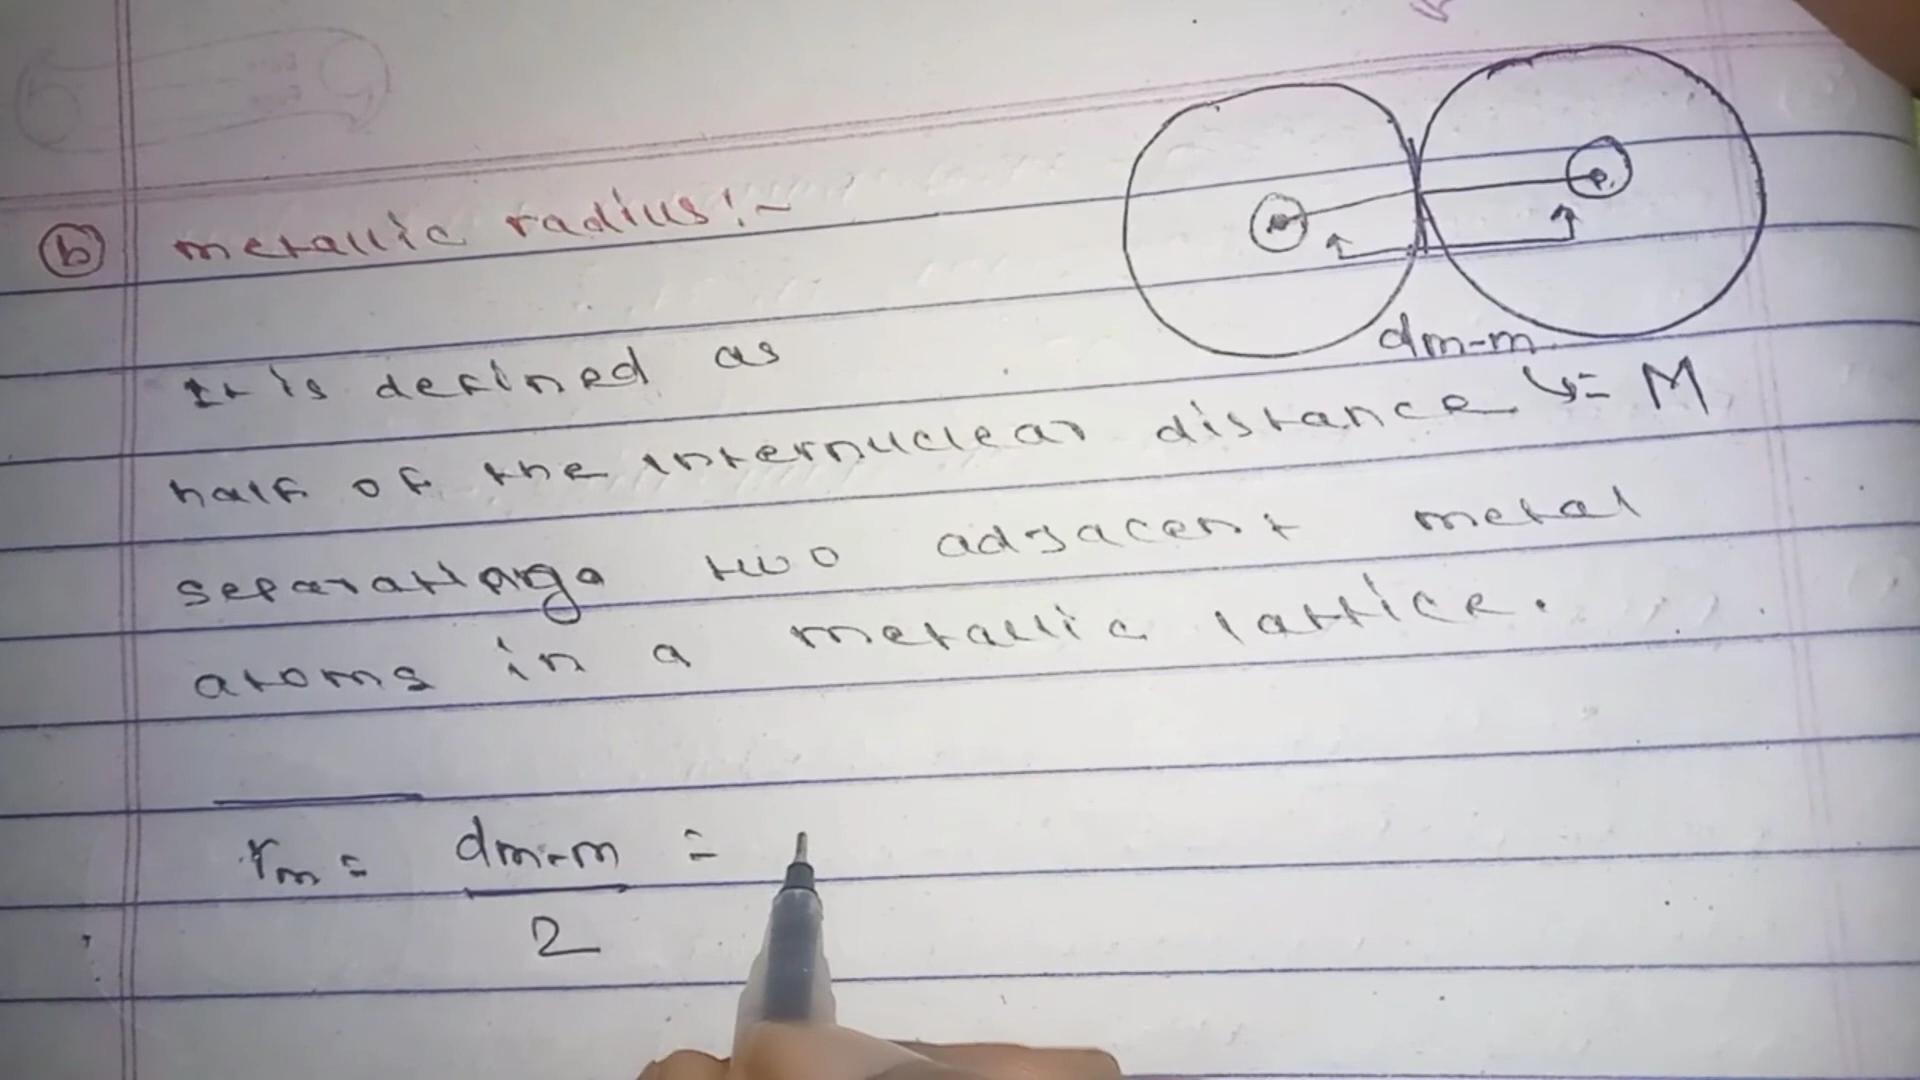 (b) metallic radius :-
dm-m
It is defined as
half of the internuclear distance. = M
separating two adjacent metal
atoms in a metallic lattice.
rm = dm-m =
2